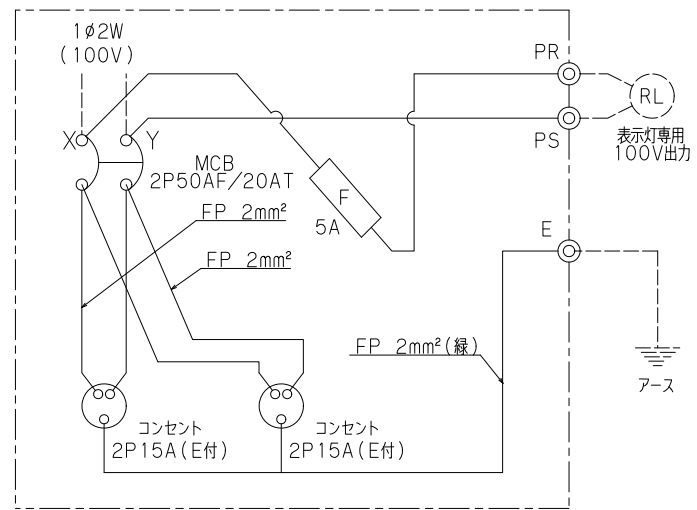 1φ2W
(100V)
PR
RL
PS
表示灯専用
100V出力
X
Y
MCB
2P50AF/20AT
F
5A
FP 2mm²
FP 2mm²
E
FP 2mm²(緑)
アース
コンセント
2P15A(E付)
コンセント
2P15A(E付)